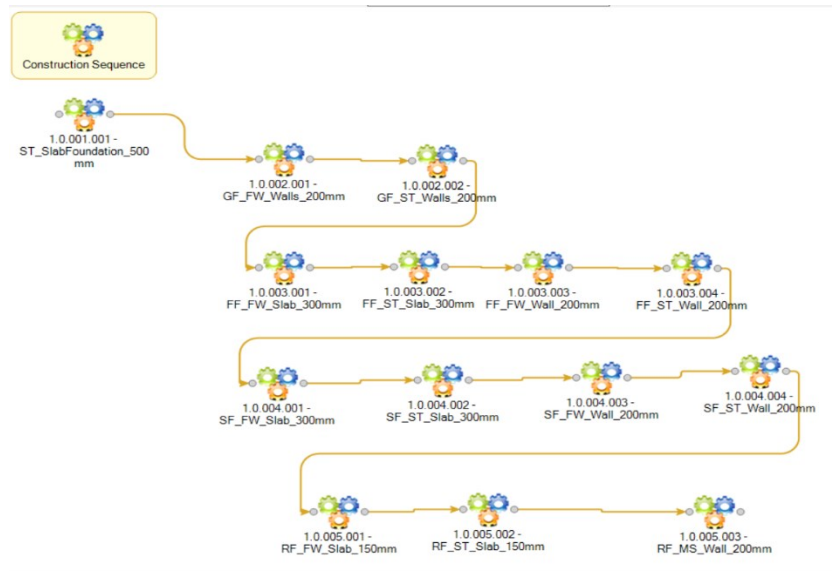 Construction Sequence
1.0.001.001 -
ST_SlabFoundation_500
mm
1.0.002.001 -
GF_FW_Walls_200mm
1.0.002.002 -
GF_ST_Walls_200mm
1.0.003.001 -
FF_FW_Slab_300mm
1.0.003.002 -
FF_ST_Slab_300mm
1.0.003.003 -
FF_FW_Wall_200mm
1.0.003.004 -
FF_ST_Wall_200mm
1.0.004.001 -
SF_FW_Slab_300mm
1.0.004.002 -
SF_ST_Slab_300mm
1.0.004.003 -
SF_FW_Wall_200mm
1.0.004.004 -
SF_ST_Wall_200mm
1.0.005.001 -
RF_FW_Slab_150mm
1.0.005.002 -
RF_ST_Slab_150mm
1.0.005.003 -
RF_MS_Wall_200mm